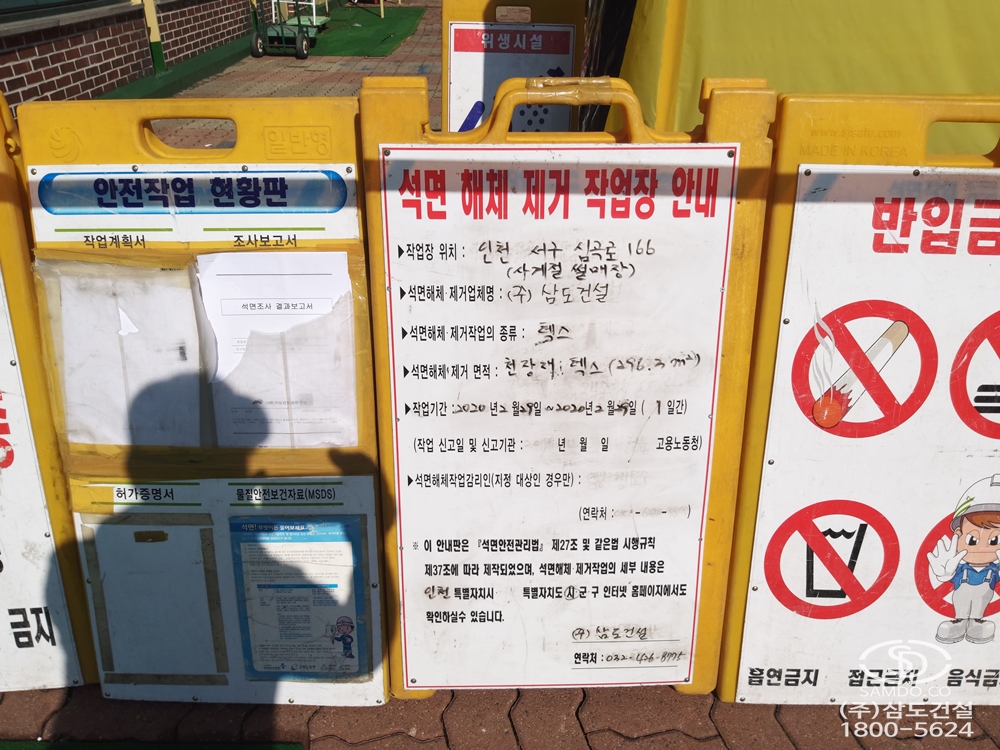 위생시설
일반형
안전작업 현황판
작업계획서
조사보고서
석면조사 결과보고서
허가증명서
물질안전보건자료(MSDS)
석면 해체·제거 작업장 안내
▶작업장 위치 : 인천 서구 심곡로 166
(사계절 썰매장)
▶석면해체·제거업체명 : (주) 삼도건설
▶석면해체·제거작업의 종류 : 텍스
▶석면해체·제거 면적 : 천장재: 텍스 (296.3 m²)
▶작업기간 : 2020년 2월 29일 ~ 2020년 2월 29일 ( 1 일간)
(작업 신고일 및 신고기관 : 년 월 일 고용노동청)
▶석면해체작업감리인(지정 대상인 경우만) :
(연락처 : - - )
※ 이 안내판은 『석면안전관리법』 제27조 및 같은법 시행규칙
제37조에 따라 제작되었으며, 석면해체·제거작업의 세부 내용은
인천 특별자치시 특별자치도 시 군·구 인터넷 홈페이지에서도
확인하실수 있습니다.
(주) 삼도건설
연락처 : 032-426-8975
MADE IN KOREA
반입금
흡연금지 접근금지 음식금
금지
SD
SAMDO.CO
(주)삼도건설
1800-5624